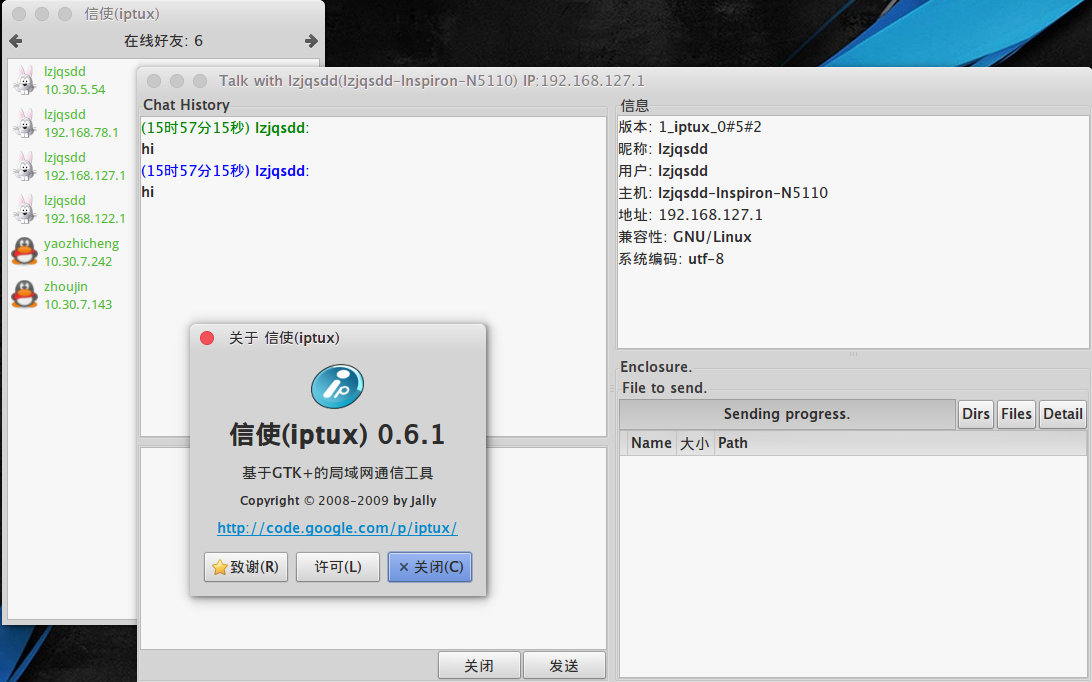 信使(iptux)
在线好友: 6
lzjqsdd
10.30.5.54
lzjqsdd
192.168.78.1
lzjqsdd
192.168.127.1
lzjqsdd
192.168.122.1
yaozhicheng
10.30.7.242
zhoujin
10.30.7.143
Talk with lzjqsdd(lzjqsdd-Inspiron-N5110) IP:192.168.127.1
Chat History
(15时57分15秒) lzjqsdd:
hi
(15时57分15秒) lzjqsdd:
hi
信息
版本: 1_iptux_0#5#2
昵称: lzjqsdd
用户: lzjqsdd
主机: lzjqsdd-Inspiron-N5110
地址: 192.168.127.1
兼容性: GNU/Linux
系统编码: utf-8
Enclosure.
File to send.
Sending progress. Dirs Files Detail
Name 大小 Path
关于 信使(iptux)
信使(iptux) 0.6.1
基于GTK+的局域网通信工具
Copyright © 2008-2009 by Jally
http://code.google.com/p/iptux/
致谢(R) 许可(L) × 关闭(C)
关闭 发送